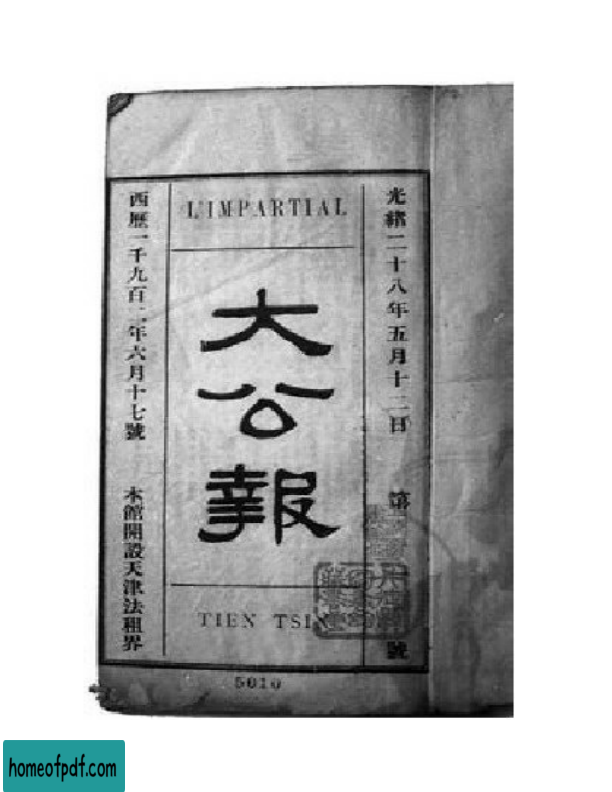 L'IMPARTIAL
光緒二十八年五月十二日 第 號
大公報
西歷一千九百二年六月十七號 本館開設天津法租界
TIEN TSIN
5010
homeofpdf.com